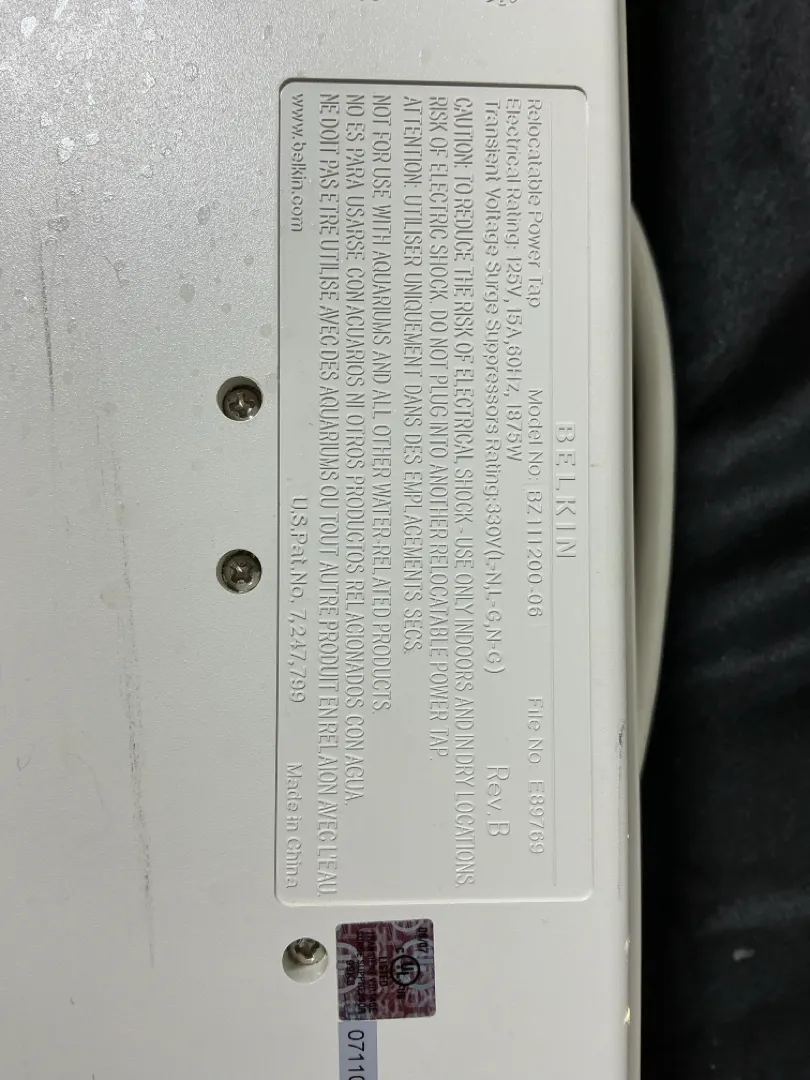 BELKIN
Relocatable Power Tap Model No: BZ111200-06 File No E89769
Electrical Rating: 125V, 15A,60Hz, 1875W
Transient Voltage Surge Suppressors Rating:330V(L-N,L-G,N-G) Rev.B
CAUTION: TO REDUCE THE RISK OF ELECTRICAL SHOCK- USE ONLY INDOORS AND IN DRY LOCATIONS.
RISK OF ELECTRIC SHOCK. DO NOT PLUG INTO ANOTHER RELOCATABLE POWER TAP.
ATTENTION: UTILISER UNIQUEMENT DANS DES EMPLACEMENTS SECS.
NOT FOR USE WITH AQUARIUMS AND ALL OTHER WATER-RELATED PRODUCTS.
NO ES PARA USARSE CON ACUARIOS NI OTROS PRODUCTOS RELACIONADOS CON AGUA.
NE DOIT PAS ETRE UTILISE AVEC DES AQUARIUMS OU TOUT AUTRE PRODUIT EN RELAION AVEC L'EAU.
www.belkin.com U.S.Pat No. 7,247,799 Made in China
UL
LISTED
07110